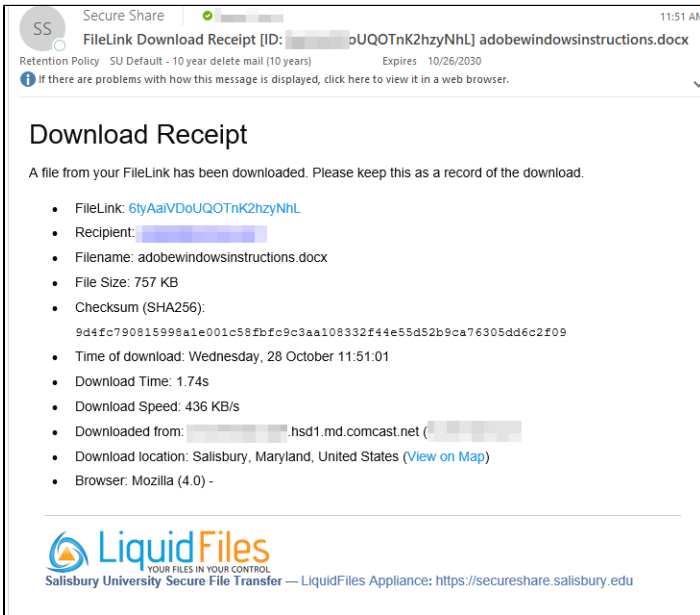 SS
Secure Share
11:51 AM
FileLink Download Receipt [ID: oUQOTnK2hzyNhL] adobewindowsinstructions.docx
Retention Policy SU Default - 10 year delete mail (10 years) Expires 10/26/2030
If there are problems with how this message is displayed, click here to view it in a web browser.
Download Receipt
A file from your FileLink has been downloaded. Please keep this as a record of the download.
• FileLink: 6tyAaiVDoUQOTnK2hzyNhL
• Recipient:
• Filename: adobewindowsinstructions.docx
• File Size: 757 KB
• Checksum (SHA256):
9d4fc790815998a1e001c58fbfc9c3aa108332f44e55d52b9ca76305dd6c2f09
• Time of download: Wednesday, 28 October 11:51:01
• Download Time: 1.74s
• Download Speed: 436 KB/s
• Downloaded from: .hsd1.md.comcast.net (
• Download location: Salisbury, Maryland, United States (View on Map)
• Browser: Mozilla (4.0) -
LiquidFiles
YOUR FILES IN YOUR CONTROL
Salisbury University Secure File Transfer — LiquidFiles Appliance: https://secureshare.salisbury.edu